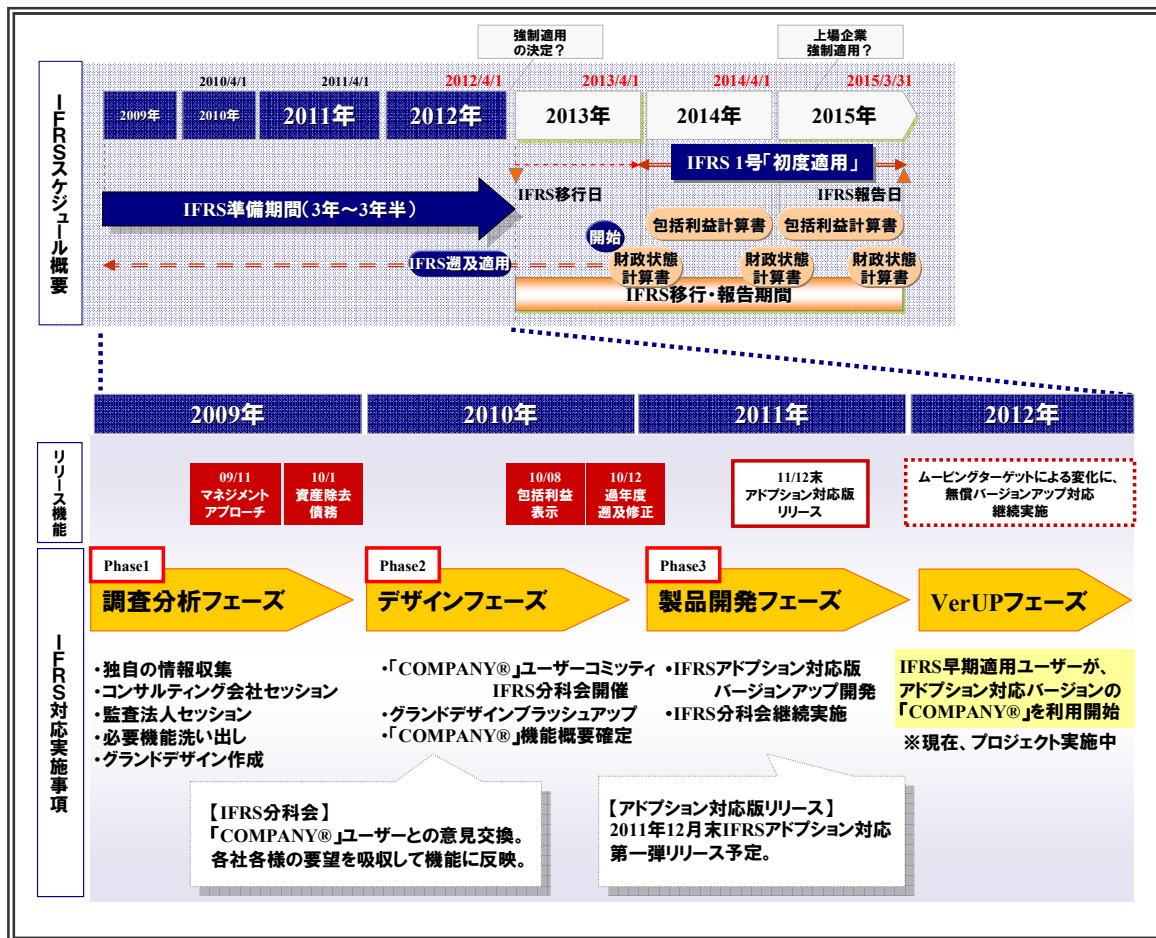 強制適用
の決定?
上場企業
強制適用?
IFRSスケジュール概要
2010/4/1
2011/4/1
2012/4/1
2013/4/1
2014/4/1
2015/3/31
2009年
2010年
2011年
2012年
2013年
2014年
2015年
IFRS 1号「初度適用」
IFRS移行日
IFRS報告日
IFRS準備期間(3年~3年半)
包括利益計算書
包括利益計算書
開始
IFRS遡及適用
財政状態
計算書
財政状態
計算書
財政状態
計算書
IFRS移行・報告期間
2009年
2010年
2011年
2012年
リリース機能
09/11
マネジメント
アプローチ
10/1
資産除去
債務
10/08
包括利益
表示
10/12
過年度
遡及修正
11/12末
アドプション対応版
リリース
ムービングターゲットによる変化に、
無償バージョンアップ対応
継続実施
IFRS対応実施事項
Phase1
調査分析フェーズ
Phase2
デザインフェーズ
Phase3
製品開発フェーズ
VerUPフェーズ
・独自の情報収集
・コンサルティング会社セッション
・監査法人セッション
・必要機能洗い出し
・グランドデザイン作成
・「COMPANY®」ユーザーコミッティ
IFRS分科会開催
・グランドデザインブラッシュアップ
・「COMPANY®」機能概要確定
・IFRSアドプション対応版
バージョンアップ開発
・IFRS分科会継続実施
IFRS早期適用ユーザーが、
アドプション対応バージョンの
「COMPANY®」を利用開始
※現在、プロジェクト実施中
【IFRS分科会】
「COMPANY®」ユーザーとの意見交換。
各社各様の要望を吸収して機能に反映。
【アドプション対応版リリース】
2011年12月末IFRSアドプション対応
第一弾リリース予定。